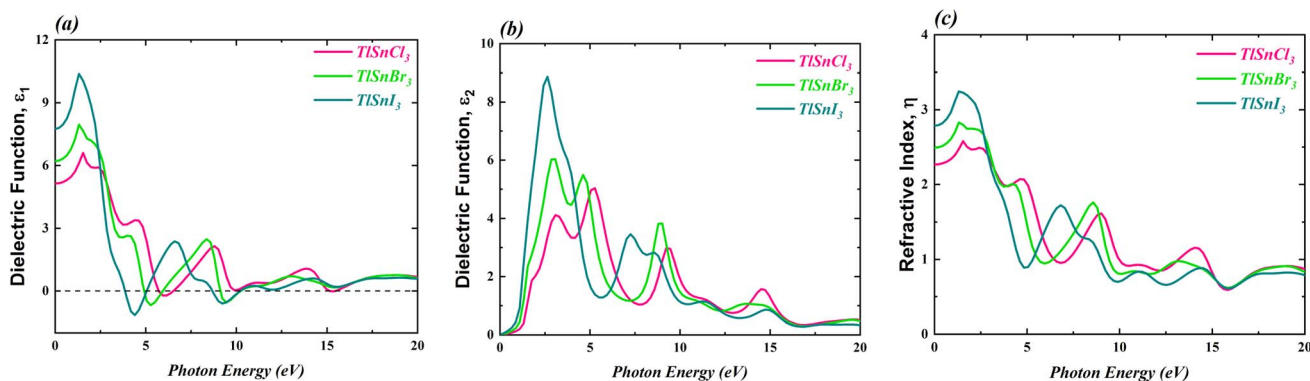 (a)
TlSnCl₃
TlSnBr₃
TlSnI₃
Dielectric Function, ε₁
12
9
6
3
0
0 5 10 15 20
Photon Energy (eV)
(b)
TlSnCl₃
TlSnBr₃
TlSnI₃
Dielectric Function, ε₂
10
8
6
4
2
0
0 5 10 15 20
Photon Energy (eV)
(c)
TlSnCl₃
TlSnBr₃
TlSnI₃
Refractive Index, η
4
3
2
1
0
0 5 10 15 20
Photon Energy (eV)